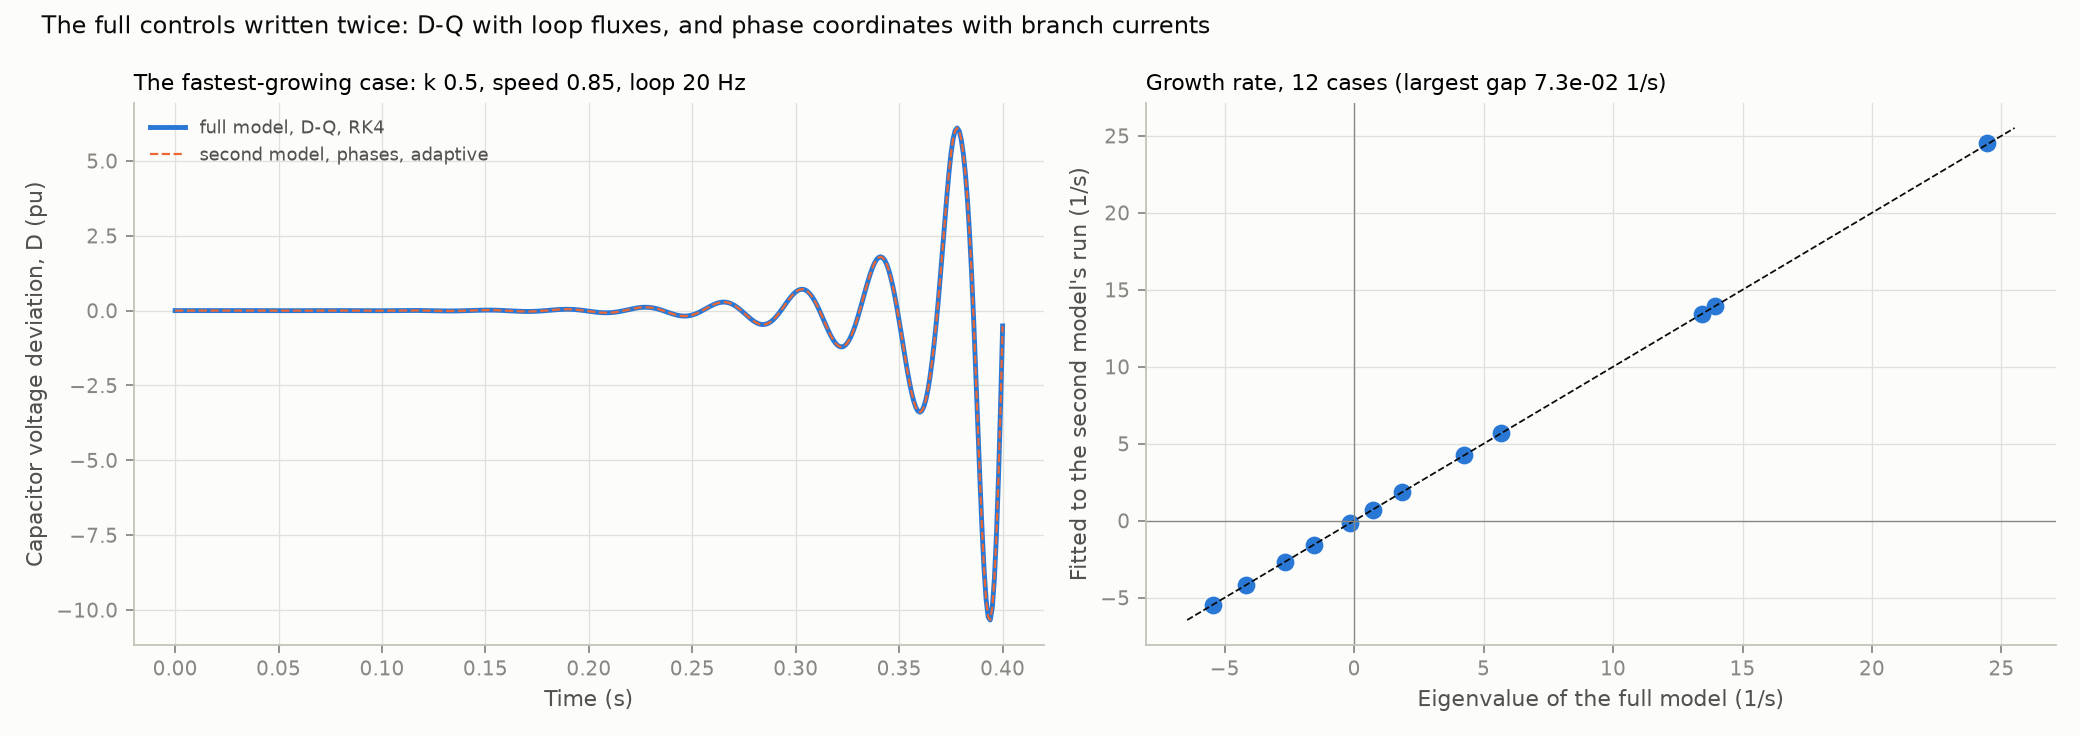 The full controls written twice: D-Q with loop fluxes, and phase coordinates with branch currents
The fastest-growing case: k 0.5, speed 0.85, loop 20 Hz
full model, D-Q, RK4
second model, phases, adaptive
Capacitor voltage deviation, D (pu)
5.0
2.5
0.0
−2.5
−5.0
−7.5
−10.0
0.00 0.05 0.10 0.15 0.20 0.25 0.30 0.35 0.40
Time (s)
Growth rate, 12 cases (largest gap 7.3e-02 1/s)
Fitted to the second model's run (1/s)
25
20
15
10
5
0
−5
−5 0 5 10 15 20 25
Eigenvalue of the full model (1/s)